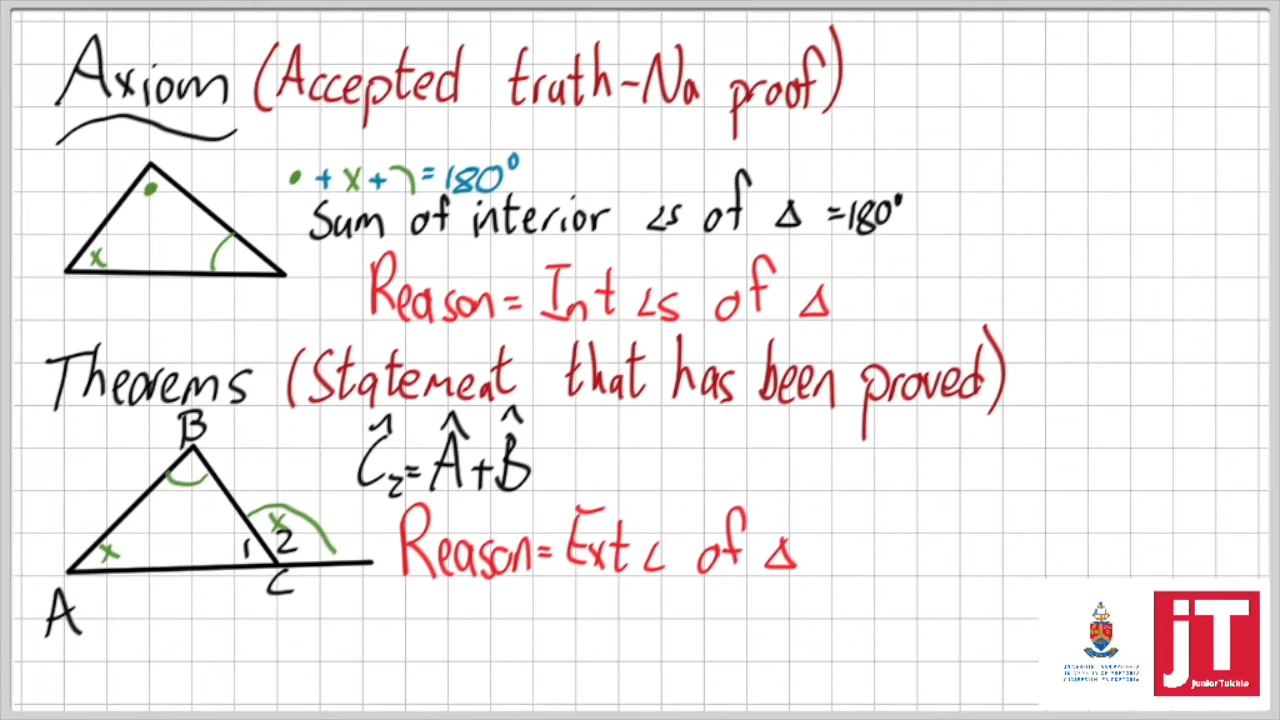 Axiom (Accepted truth-Na proof)
• + x + ⌝ = 180°
Sum of interior ∠s of Δ = 180°
x
Reason = Int ∠s of Δ
Theorems (Statement that has been proved)
B
Ĉ₂ = Â + B̂
x
x 1 2
Reason = Ext ∠ of Δ
C
A
jT
JuniorTukkie